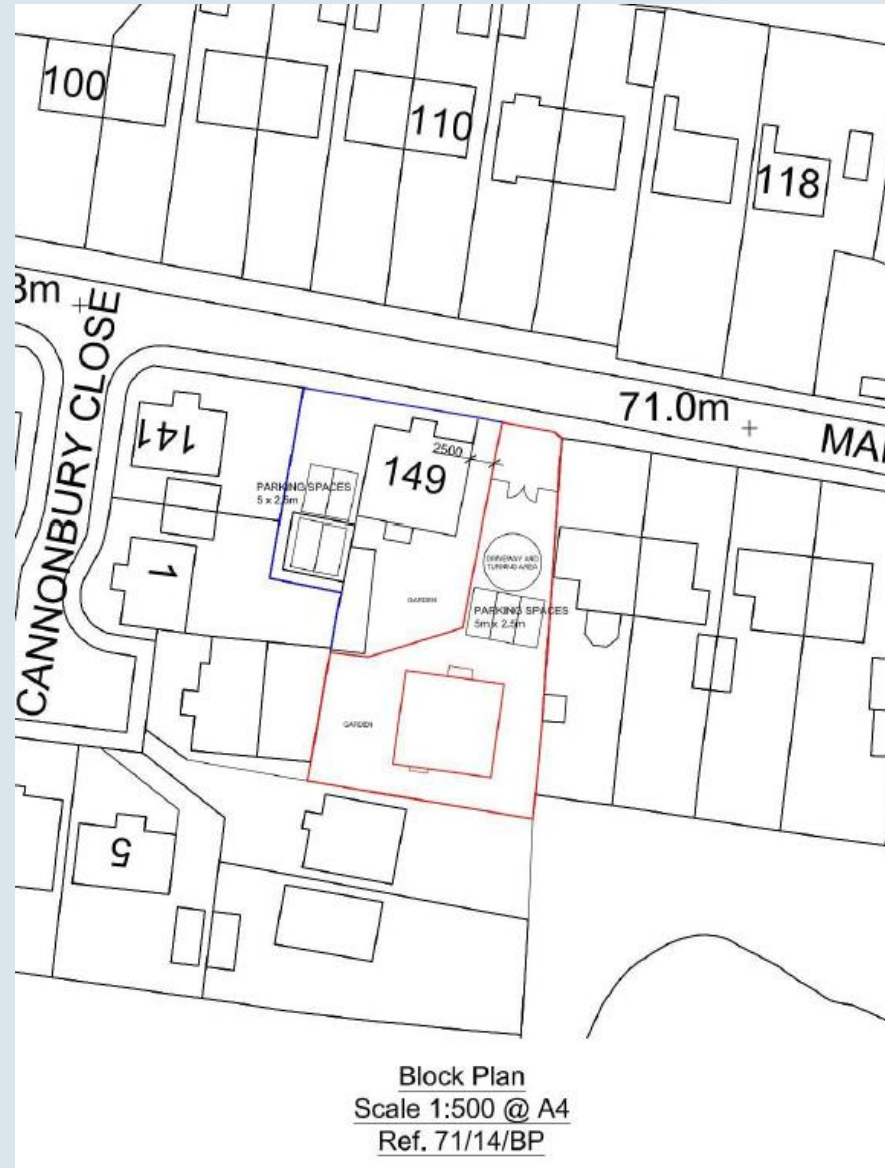 100
110
118
3m
CANNONBURY CLOSE
71.0m
141
149
2500
PARKING SPACES
5 x 2.5m
1
DRIVEWAY AND
TURNING AREA
GARDEN
PARKING SPACES
5m x 2.5m
GARDEN
5
Block Plan
Scale 1:500 @ A4
Ref. 71/14/BP